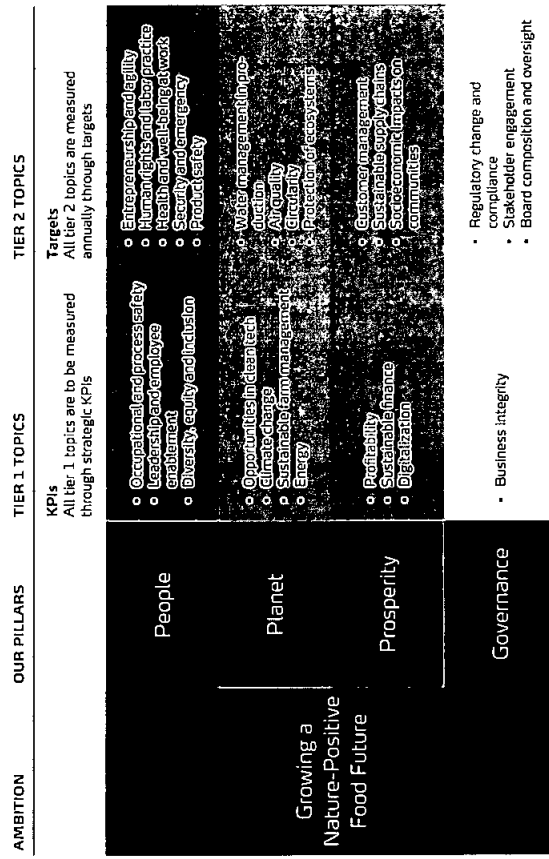 AMBITION
OUR PILLARS
TIER 1 TOPICS
TIER 2 TOPICS
KPIs
All tier 1 topics are to be measured
through strategic KPIs
Targets
All tier 2 topics are measured
annually through targets
Growing a
Nature-Positive
Food Future
People
Occupational and process safety
Leadership and employee
enablement
Diversity, equity and inclusion
Entrepreneurship and agility
Human rights and labor practice
Health and well-being at work
Security and emergency
Product safety
Planet
Opportunities in clean tech
Climate change
Sustainable farm management
Energy
Water management in pro-
duction
Air quality
Circularity
Protection of ecosystems
Prosperity
Profitability
Sustainable finance
Digitalization
Customer management
Sustainable supply chains
Socioeconomic impacts on
communities
Governance
Business Integrity
Regulatory change and
compliance
Stakeholder engagement
Board composition and oversight